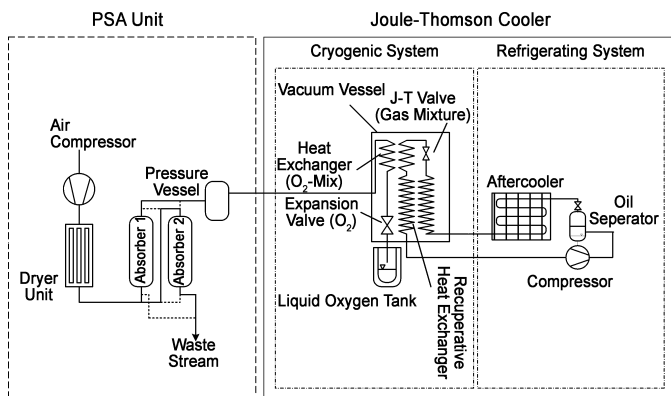 PSA Unit
Joule-Thomson Cooler
Cryogenic System
Refrigerating System
Vacuum Vessel
J-T Valve
(Gas Mixture)
Air
Compressor
Heat
Exchanger
(O2-Mix)
Pressure
Vessel
Aftercooler
Oil
Seperator
Expansion
Valve (O2)
Absorber 1
Absorber 2
Dryer
Unit
Compressor
Liquid Oxygen Tank
Recuperative
Heat Exchanger
Waste
Stream